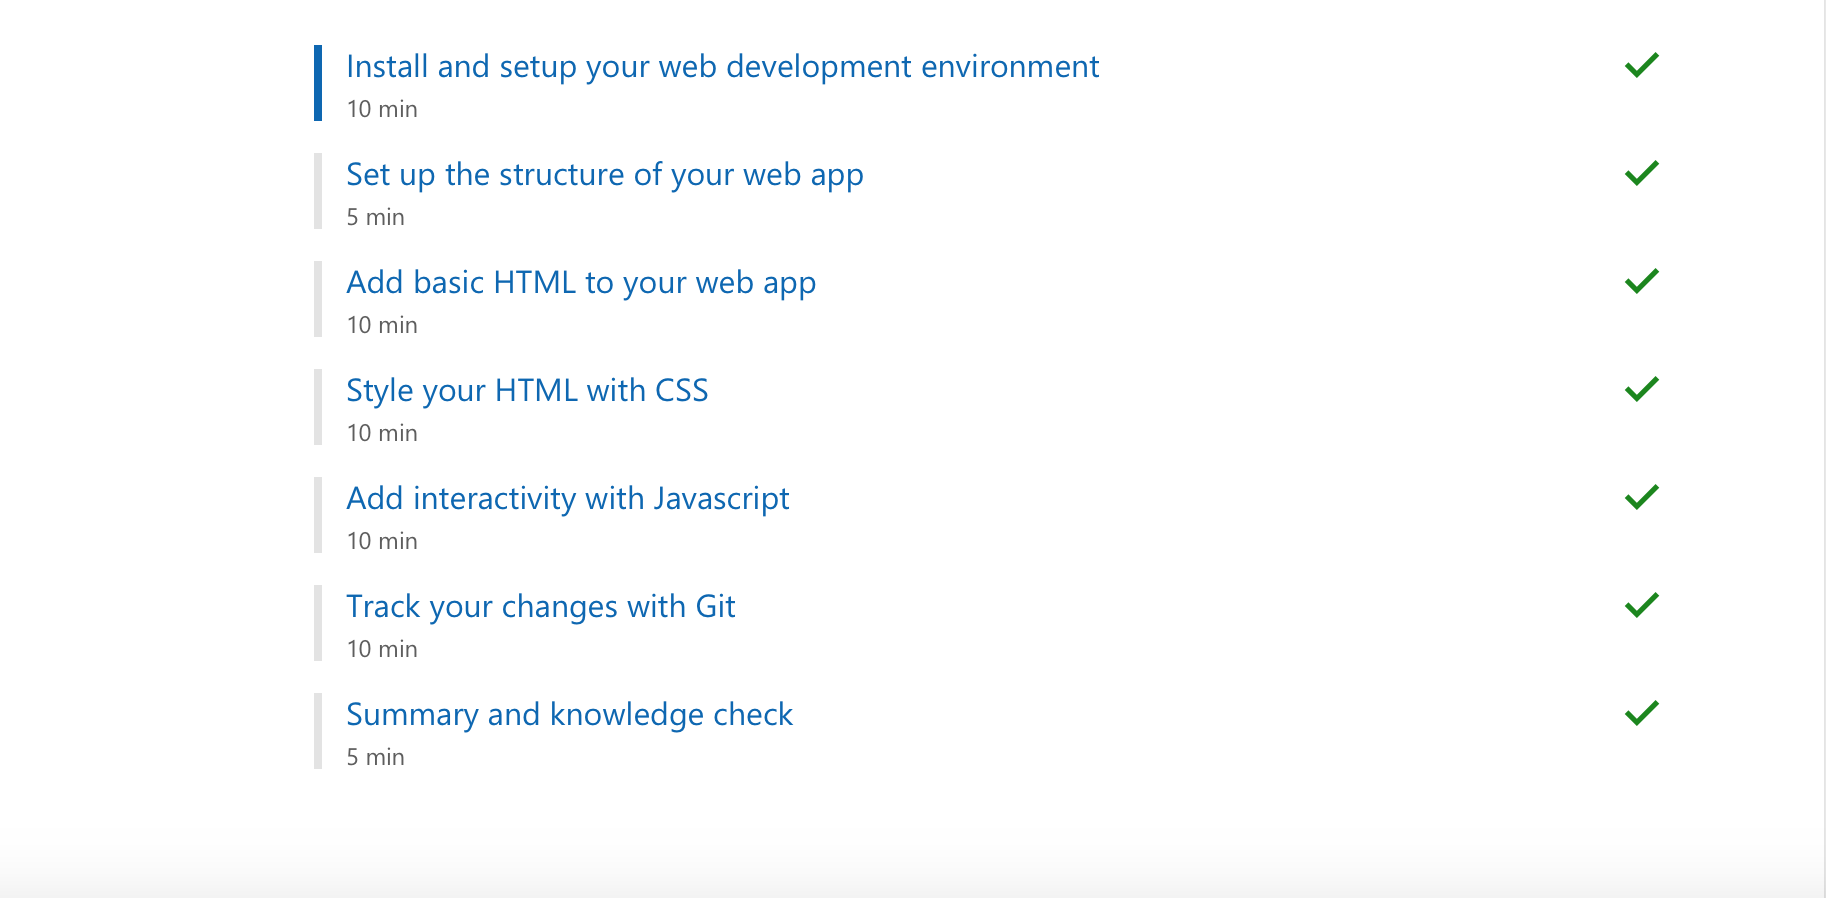 Install and setup your web development environment
10 min
Set up the structure of your web app
5 min
Add basic HTML to your web app
10 min
Style your HTML with CSS
10 min
Add interactivity with Javascript
10 min
Track your changes with Git
10 min
Summary and knowledge check
5 min